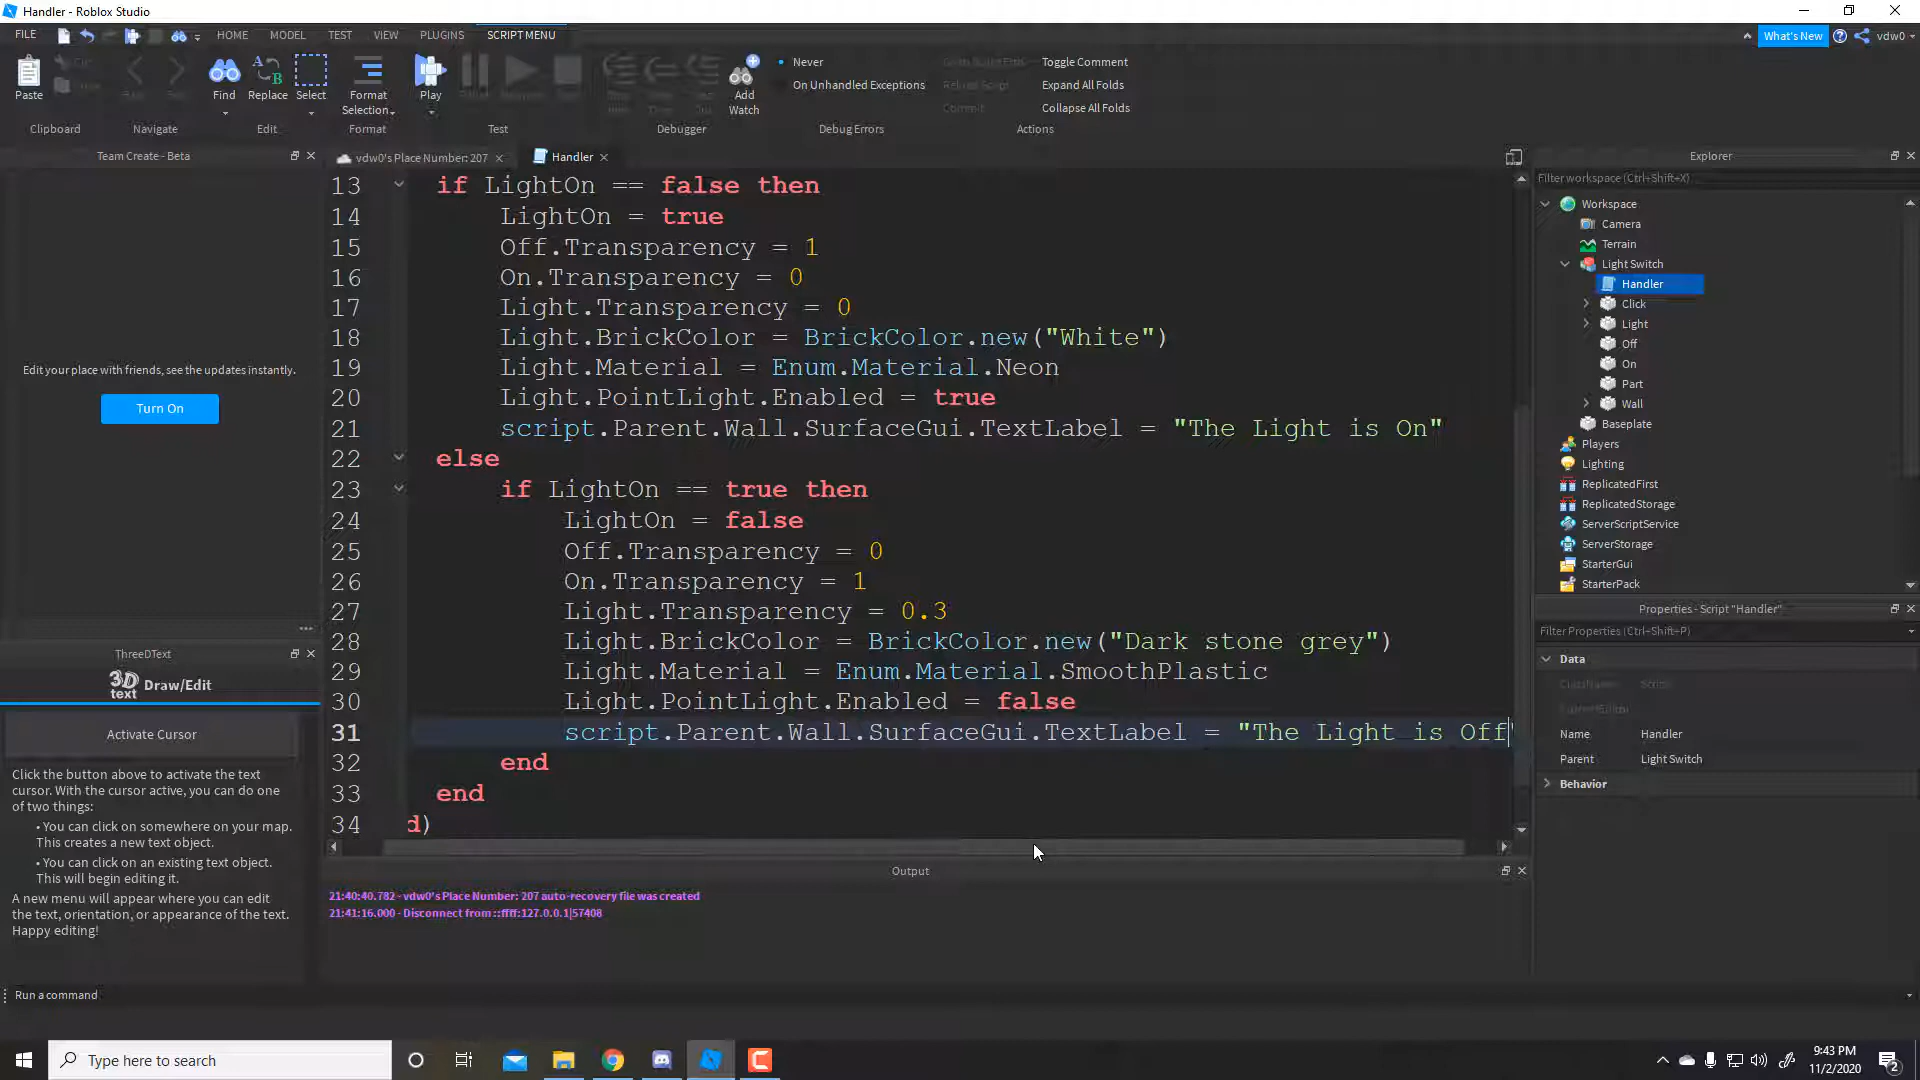 Handler - Roblox Studio
FILE
HOME
MODEL
TEST
VIEW
PLUGINS
SCRIPT MENU
What's New
vdw0
Paste
Find
Replace
Select
Format
Selection
Play
Add
Watch
Never
On Unhandled Exceptions
Reload Script
Commit
Toggle Comment
Expand All Folds
Collapse All Folds
Clipboard
Navigate
Edit
Format
Test
Debugger
Debug Errors
Actions
Team Create - Beta
vdw0's Place Number: 207
Handler
Edit your place with friends, see the updates instantly.
Turn On
ThreeDText
3D text
Draw/Edit
Activate Cursor
Click the button above to activate the text
cursor. With the cursor active, you can do one
of two things:
• You can click on somewhere on your map.
This creates a new text object.
• You can click on an existing text object.
This will begin editing it.
A new menu will appear where you can edit
the text, orientation, or appearance of the text.
Happy editing!
13 if LightOn == false then
14 LightOn = true
15 Off.Transparency = 1
16 On.Transparency = 0
17 Light.Transparency = 0
18 Light.BrickColor = BrickColor.new("White")
19 Light.Material = Enum.Material.Neon
20 Light.PointLight.Enabled = true
21 script.Parent.Wall.SurfaceGui.TextLabel = "The Light is On"
22 else
23 if LightOn == true then
24 LightOn = false
25 Off.Transparency = 0
26 On.Transparency = 1
27 Light.Transparency = 0.3
28 Light.BrickColor = BrickColor.new("Dark stone grey")
29 Light.Material = Enum.Material.SmoothPlastic
30 Light.PointLight.Enabled = false
31 script.Parent.Wall.SurfaceGui.TextLabel = "The Light is Off"
32 end
33 end
34 d)
Output
21:40:40.782 - vdw0's Place Number: 207 auto-recovery file was created
21:41:16.000 - Disconnect from ::ffff:127.0.0.1|57408
Explorer
Filter workspace (Ctrl+Shift+X)
Workspace
Camera
Terrain
Light Switch
Handler
Click
Light
Off
On
Part
Wall
Baseplate
Players
Lighting
ReplicatedFirst
ReplicatedStorage
ServerScriptService
ServerStorage
StarterGui
StarterPack
Properties - Script "Handler"
Filter Properties (Ctrl+Shift+P)
Data
Name Handler
Parent Light Switch
Behavior
Run a command
Type here to search
9:43 PM
11/2/2020
2